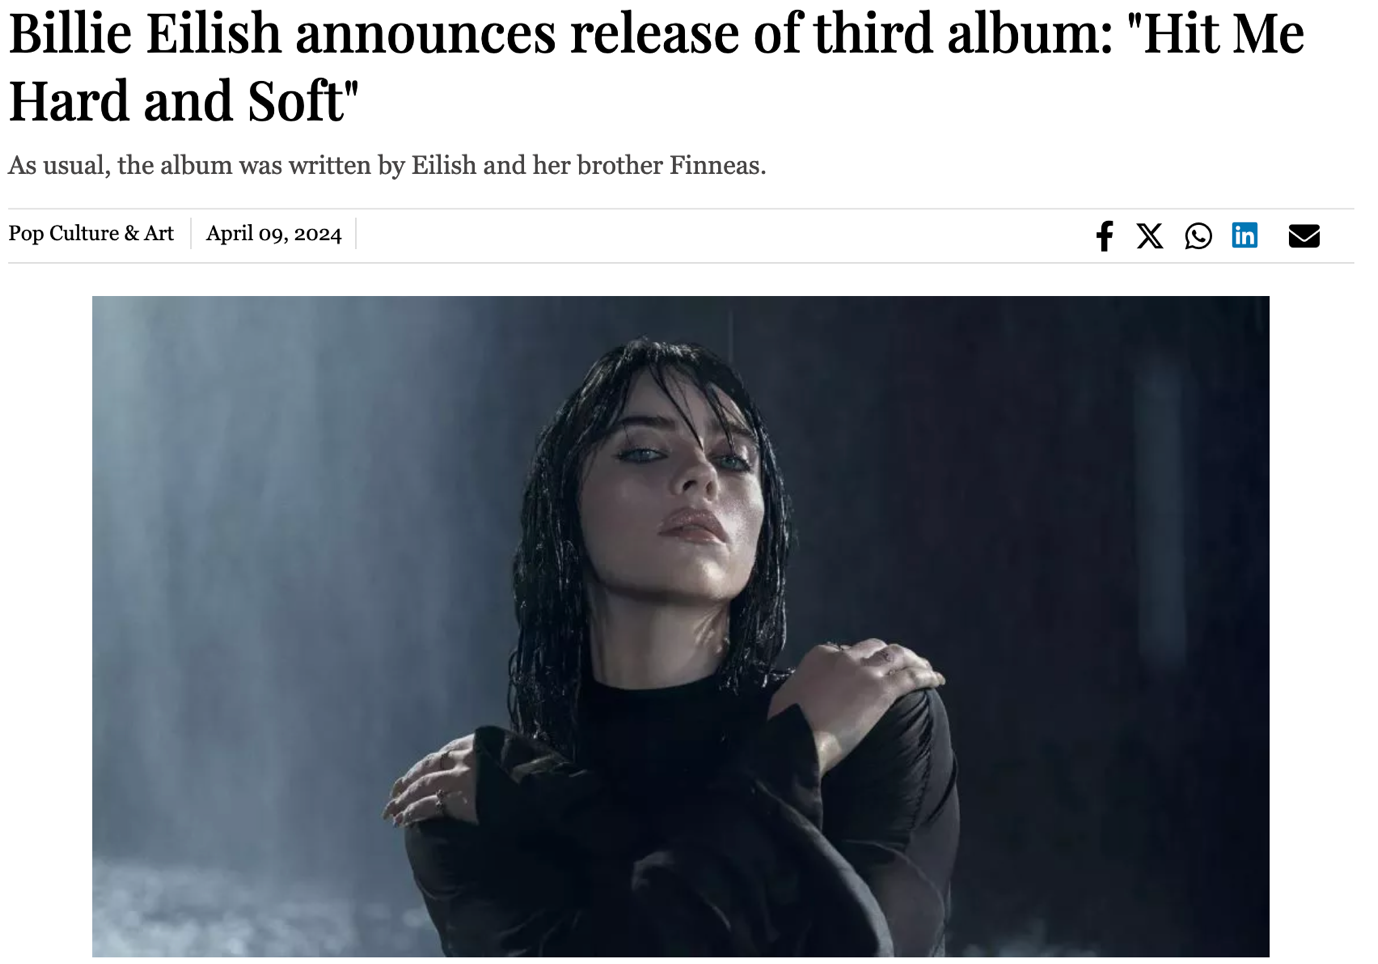 Billie Eilish announces release of third album: "Hit Me
Hard and Soft"
As usual, the album was written by Eilish and her brother Finneas.
Pop Culture & Art
April 09, 2024